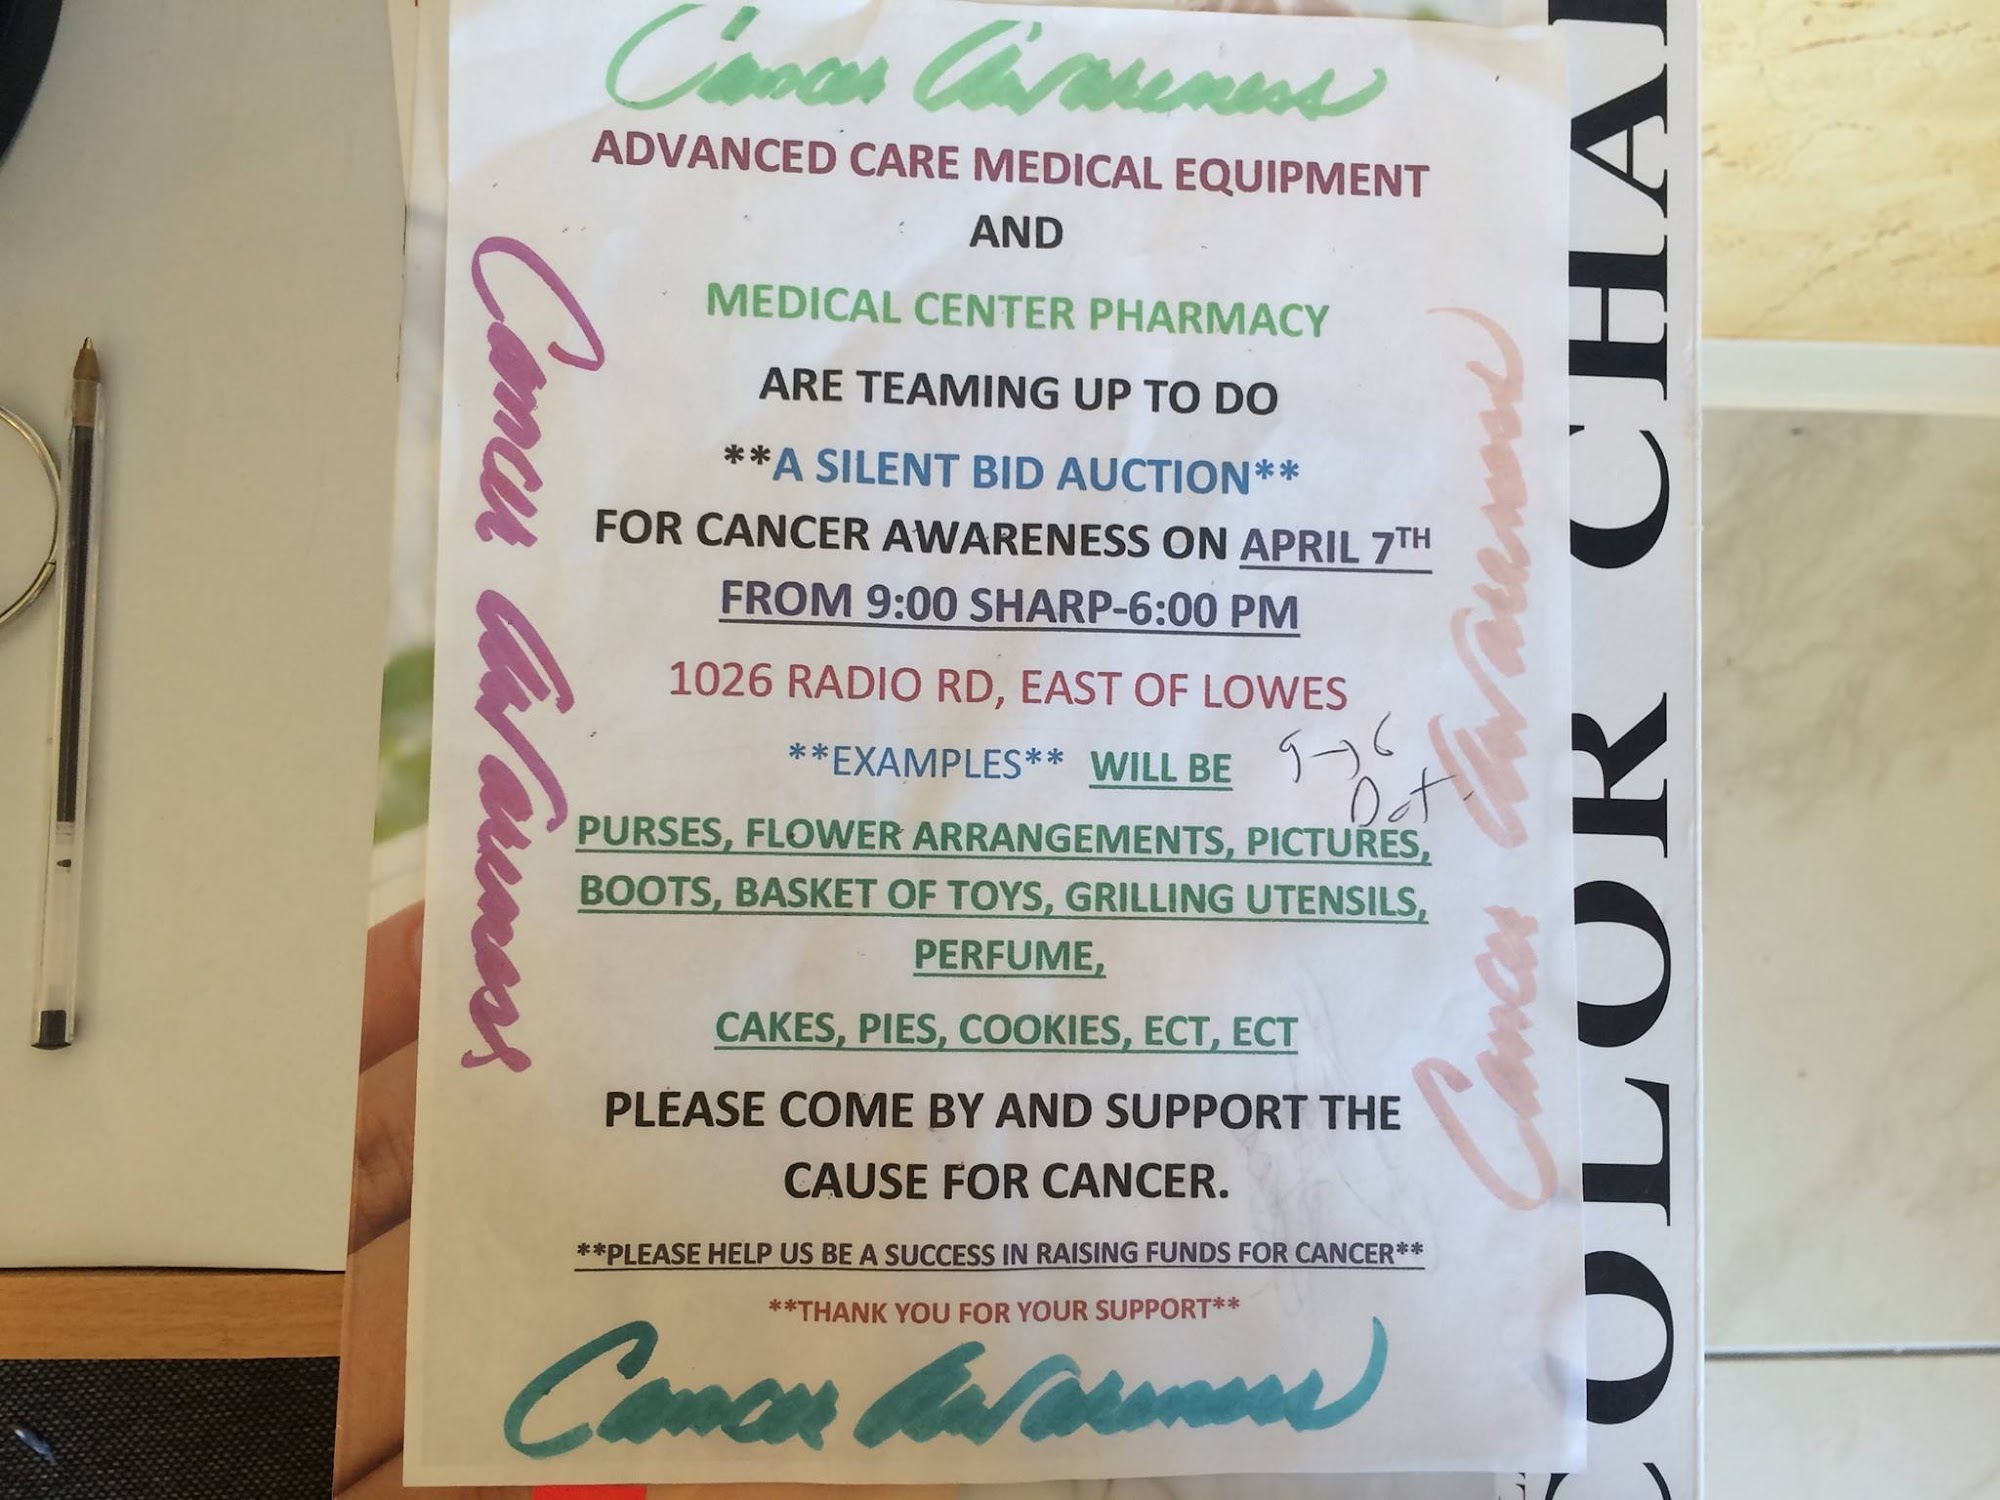 Cancer Awareness
ADVANCED CARE MEDICAL EQUIPMENT
AND
MEDICAL CENTER PHARMACY
ARE TEAMING UP TO DO
**A SILENT BID AUCTION**
FOR CANCER AWARENESS ON APRIL 7TH
FROM 9:00 SHARP-6:00 PM
1026 RADIO RD, EAST OF LOWES
**EXAMPLES** WILL BE
9-6
Dot
PURSES, FLOWER ARRANGEMENTS, PICTURES,
BOOTS, BASKET OF TOYS, GRILLING UTENSILS,
PERFUME,
CAKES, PIES, COOKIES, ECT, ECT
PLEASE COME BY AND SUPPORT THE
CAUSE FOR CANCER.
**PLEASE HELP US BE A SUCCESS IN RAISING FUNDS FOR CANCER**
**THANK YOU FOR YOUR SUPPORT**
Cancer Awareness
Cancer Awareness
Cancer Awareness
COLOR CHA